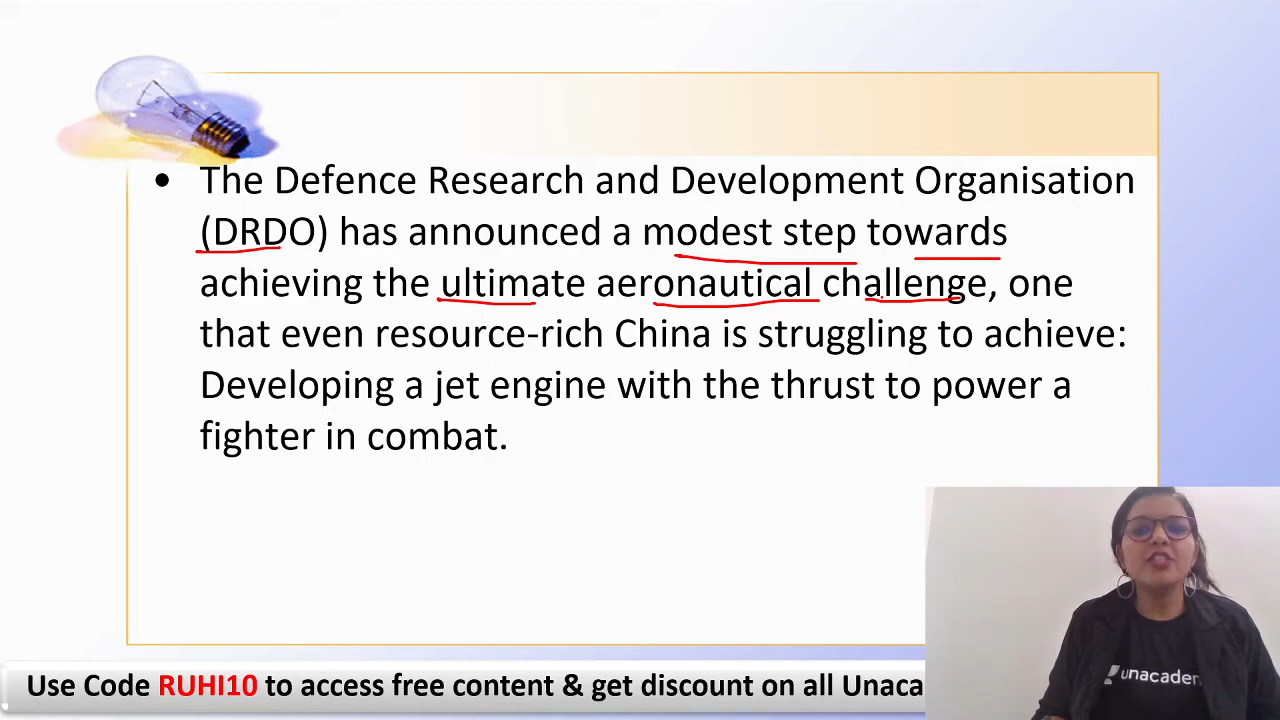 • The Defence Research and Development Organisation
(DRDO) has announced a modest step towards
achieving the ultimate aeronautical challenge, one
that even resource-rich China is struggling to achieve:
Developing a jet engine with the thrust to power a
fighter in combat.
unacadem
Use Code RUHI10 to access free content & get discount on all Unaca